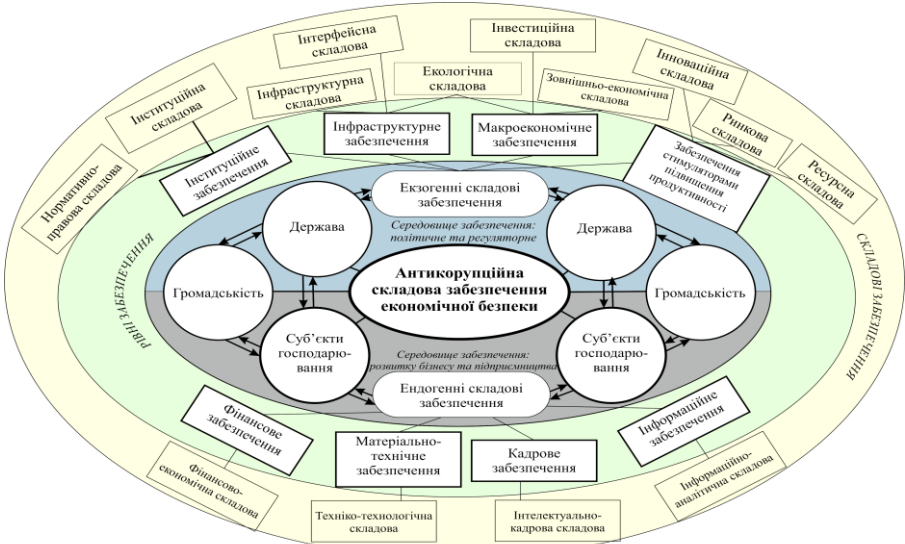 Інтерфейсна
складова
Інвестиційна
складова
Інноваційна
складова
Екологічна
складова
Інфраструктурна
складова
Зовнішньо-економічна
складова
Інституційна
складова
Ринкова
складова
Ресурсна
складова
Нормативно-
правова складова
Інституційне
забезпечення
Інфраструктурне
забезпечення
Макроекономічне
забезпечення
Забезпечення
стимуляторами
підвищення
продуктивності
Екзогенні складові
забезпечення
Середовище забезпечення:
політичне та регуляторне
Держава
Держава
РІВНІ ЗАБЕЗПЕЧЕННЯ
СКЛАДОВІ ЗАБЕЗПЕЧЕННЯ
Громадськість
Антикорупційна
складова забезпечення
економічної безпеки
Громадськість
Суб’єкти
господарю-
вання
Суб’єкти
господарю-
вання
Середовище забезпечення:
розвитку бізнесу та підприємництва
Ендогенні складові
забезпечення
Фінансове
забезпечення
Матеріально-
технічне
забезпечення
Кадрове
забезпечення
Інформаційне
забезпечення
Фінансово-
економічна складова
Техніко-технологічна
складова
Інтелектуально-
кадрова складова
Інформаційно-
аналітична складова